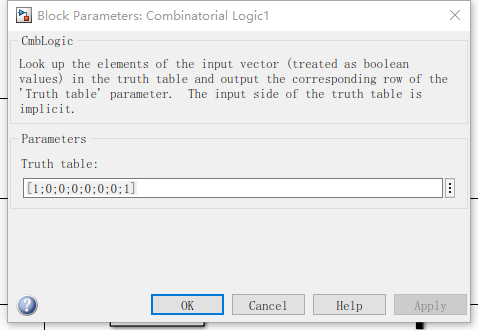 Block Parameters: Combinatorial Logic1
CmbLogic
Look up the elements of the input vector (treated as boolean
values) in the truth table and output the corresponding row of the
'Truth table' parameter.  The input side of the truth table is
implicit.
Parameters
Truth table:
[1;0;0;0;0;0;0;1]
OK
Cancel
Help
Apply